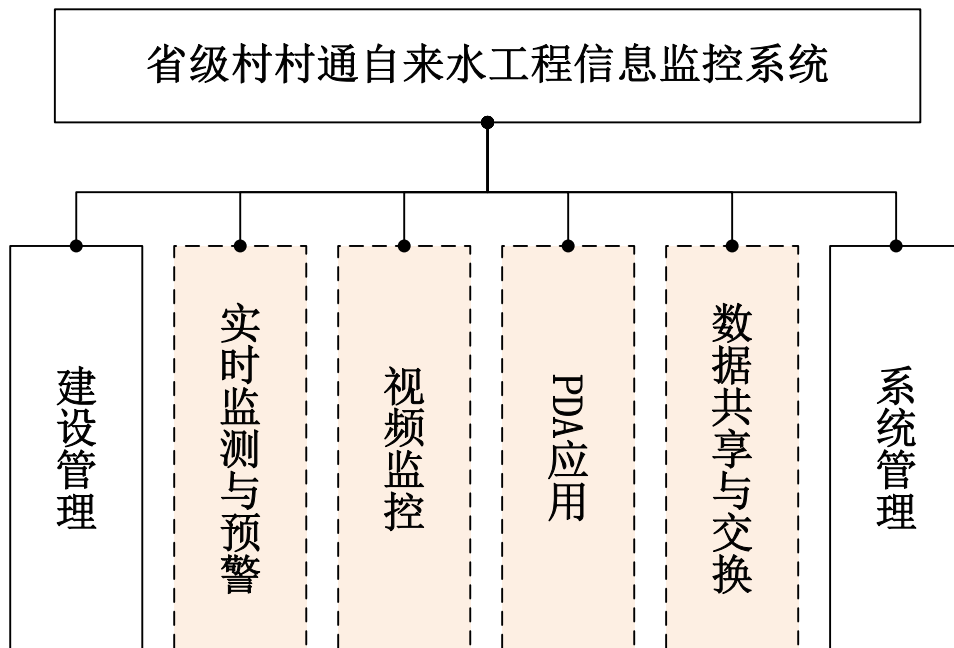 省级村村通自来水工程信息监控系统
建设管理
实时监测与预警
视频监控
PDA应用
数据共享与交换
系统管理